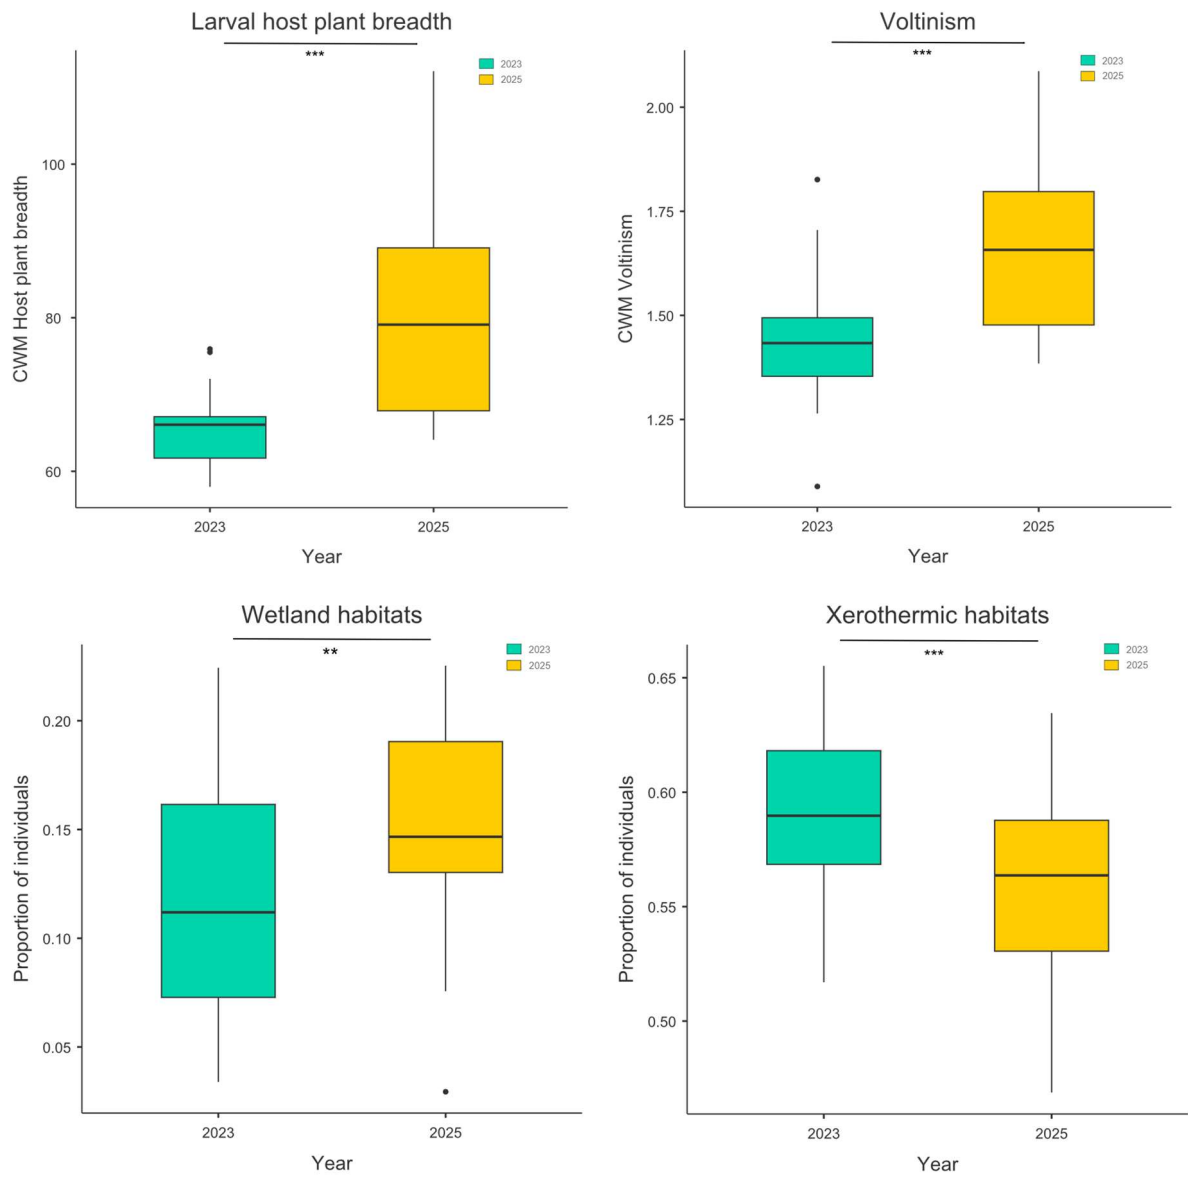 Larval host plant breadth
***
2023
2025
CWM Host plant breadth
100
80
60
2023
2025
Year
Voltinism
***
2023
2025
CWM Voltinism
2.00
1.75
1.50
1.25
2023
2025
Year
Wetland habitats
**
2023
2025
Proportion of individuals
0.20
0.15
0.10
0.05
2023
2025
Year
Xerothermic habitats
***
2023
2025
Proportion of individuals
0.65
0.60
0.55
0.50
2023
2025
Year